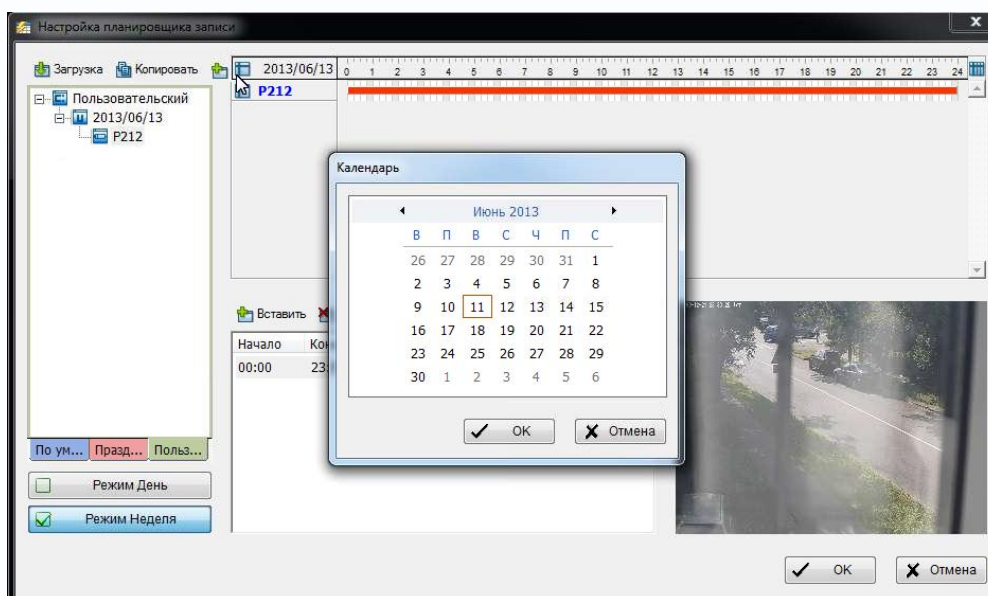 Настройка планировщика записи
x
Загрузка Копировать 2013/06/13 0 1 2 3 4 5 6 7 8 9 10 11 12 13 14 15 16 17 18 19 20 21 22 23 24
P212
Пользовательский
2013/06/13
P212
Календарь
Июнь 2013
В П В С Ч П С
26 27 28 29 30 31 1
2 3 4 5 6 7 8
9 10 11 12 13 14 15
16 17 18 19 20 21 22
23 24 25 26 27 28 29
30 1 2 3 4 5 6
OK Отмена
Вставить
Начало Кон
00:00 23:
По ум... Празд... Польз...
Режим День
Режим Неделя
OK Отмена